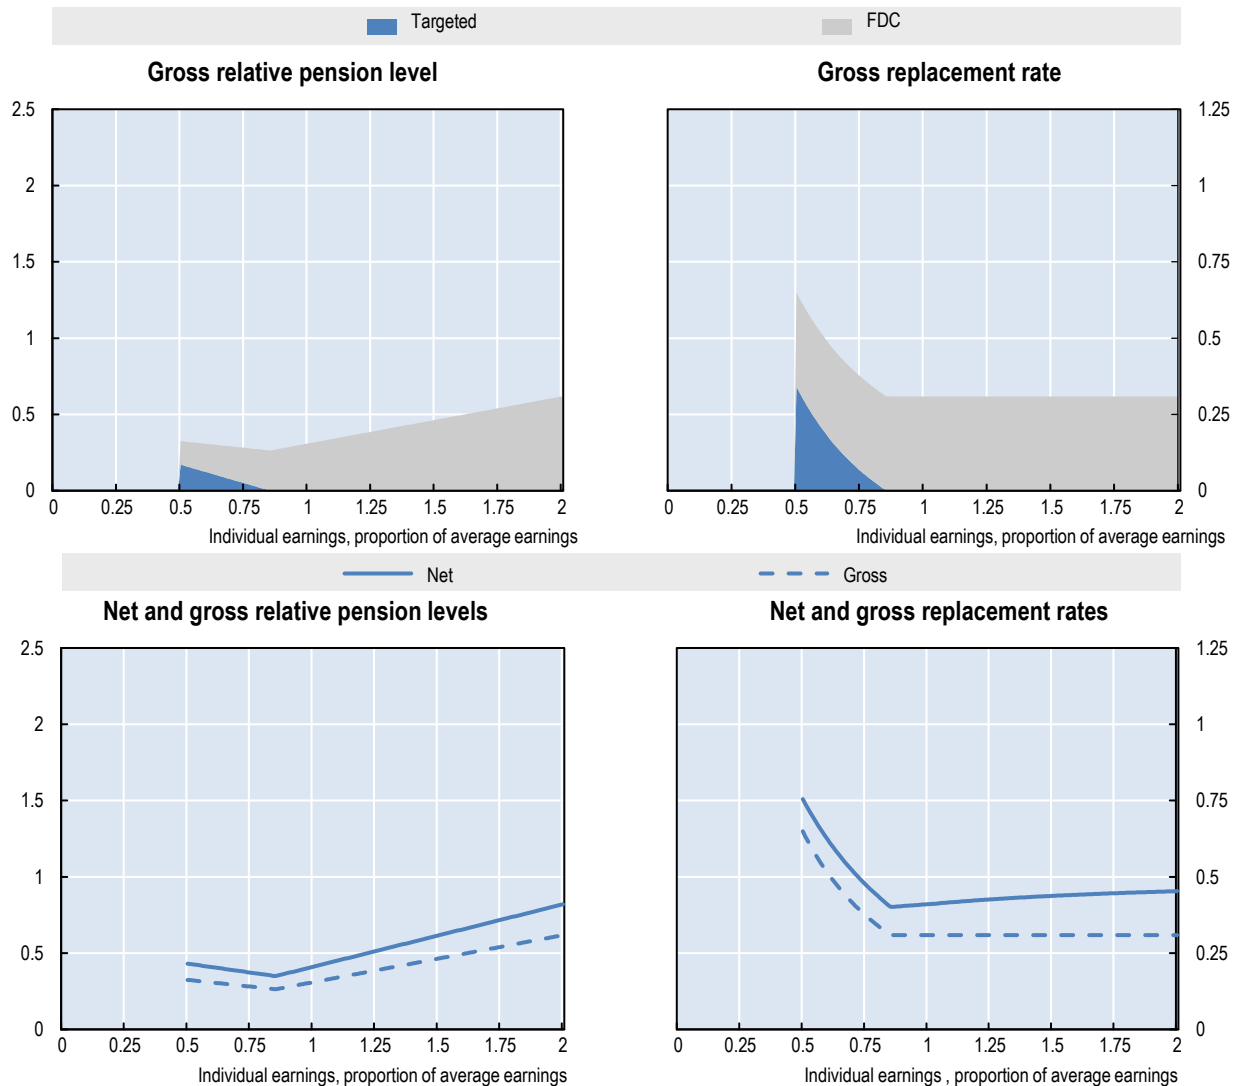 Targeted FDC
Gross relative pension level Gross replacement rate
2.5 1.25
2 1
1.5 0.75
1 0.5
0.5 0.25
0 0
0 0.25 0.5 0.75 1 1.25 1.5 1.75 2 0 0.25 0.5 0.75 1 1.25 1.5 1.75 2
Individual earnings, proportion of average earnings Individual earnings, proportion of average earnings
Net Gross
Net and gross relative pension levels Net and gross replacement rates
2.5 1.25
2 1
1.5 0.75
1 0.5
0.5 0.25
0 0
0 0.25 0.5 0.75 1 1.25 1.5 1.75 2 0 0.25 0.5 0.75 1 1.25 1.5 1.75 2
Individual earnings, proportion of average earnings Individual earnings , proportion of average earnings